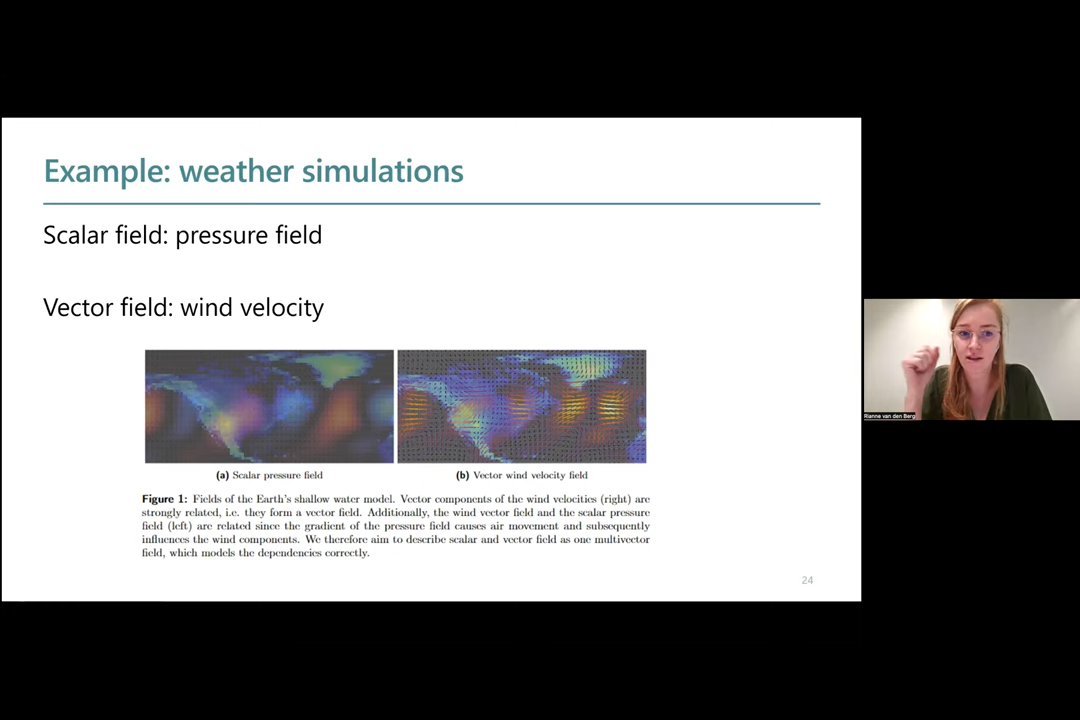 Example: weather simulations
Scalar field: pressure field
Vector field: wind velocity
(a) Scalar pressure field
(b) Vector wind velocity field
Figure 1: Fields of the Earth's shallow water model. Vector components of the wind velocities (right) are
strongly related, i.e. they form a vector field. Additionally, the wind vector field and the scalar pressure
field (left) are related since the gradient of the pressure field causes air movement and subsequently
influences the wind components. We therefore aim to describe scalar and vector field as one multivector
field, which models the dependencies correctly.
24
Rianne van den Berg